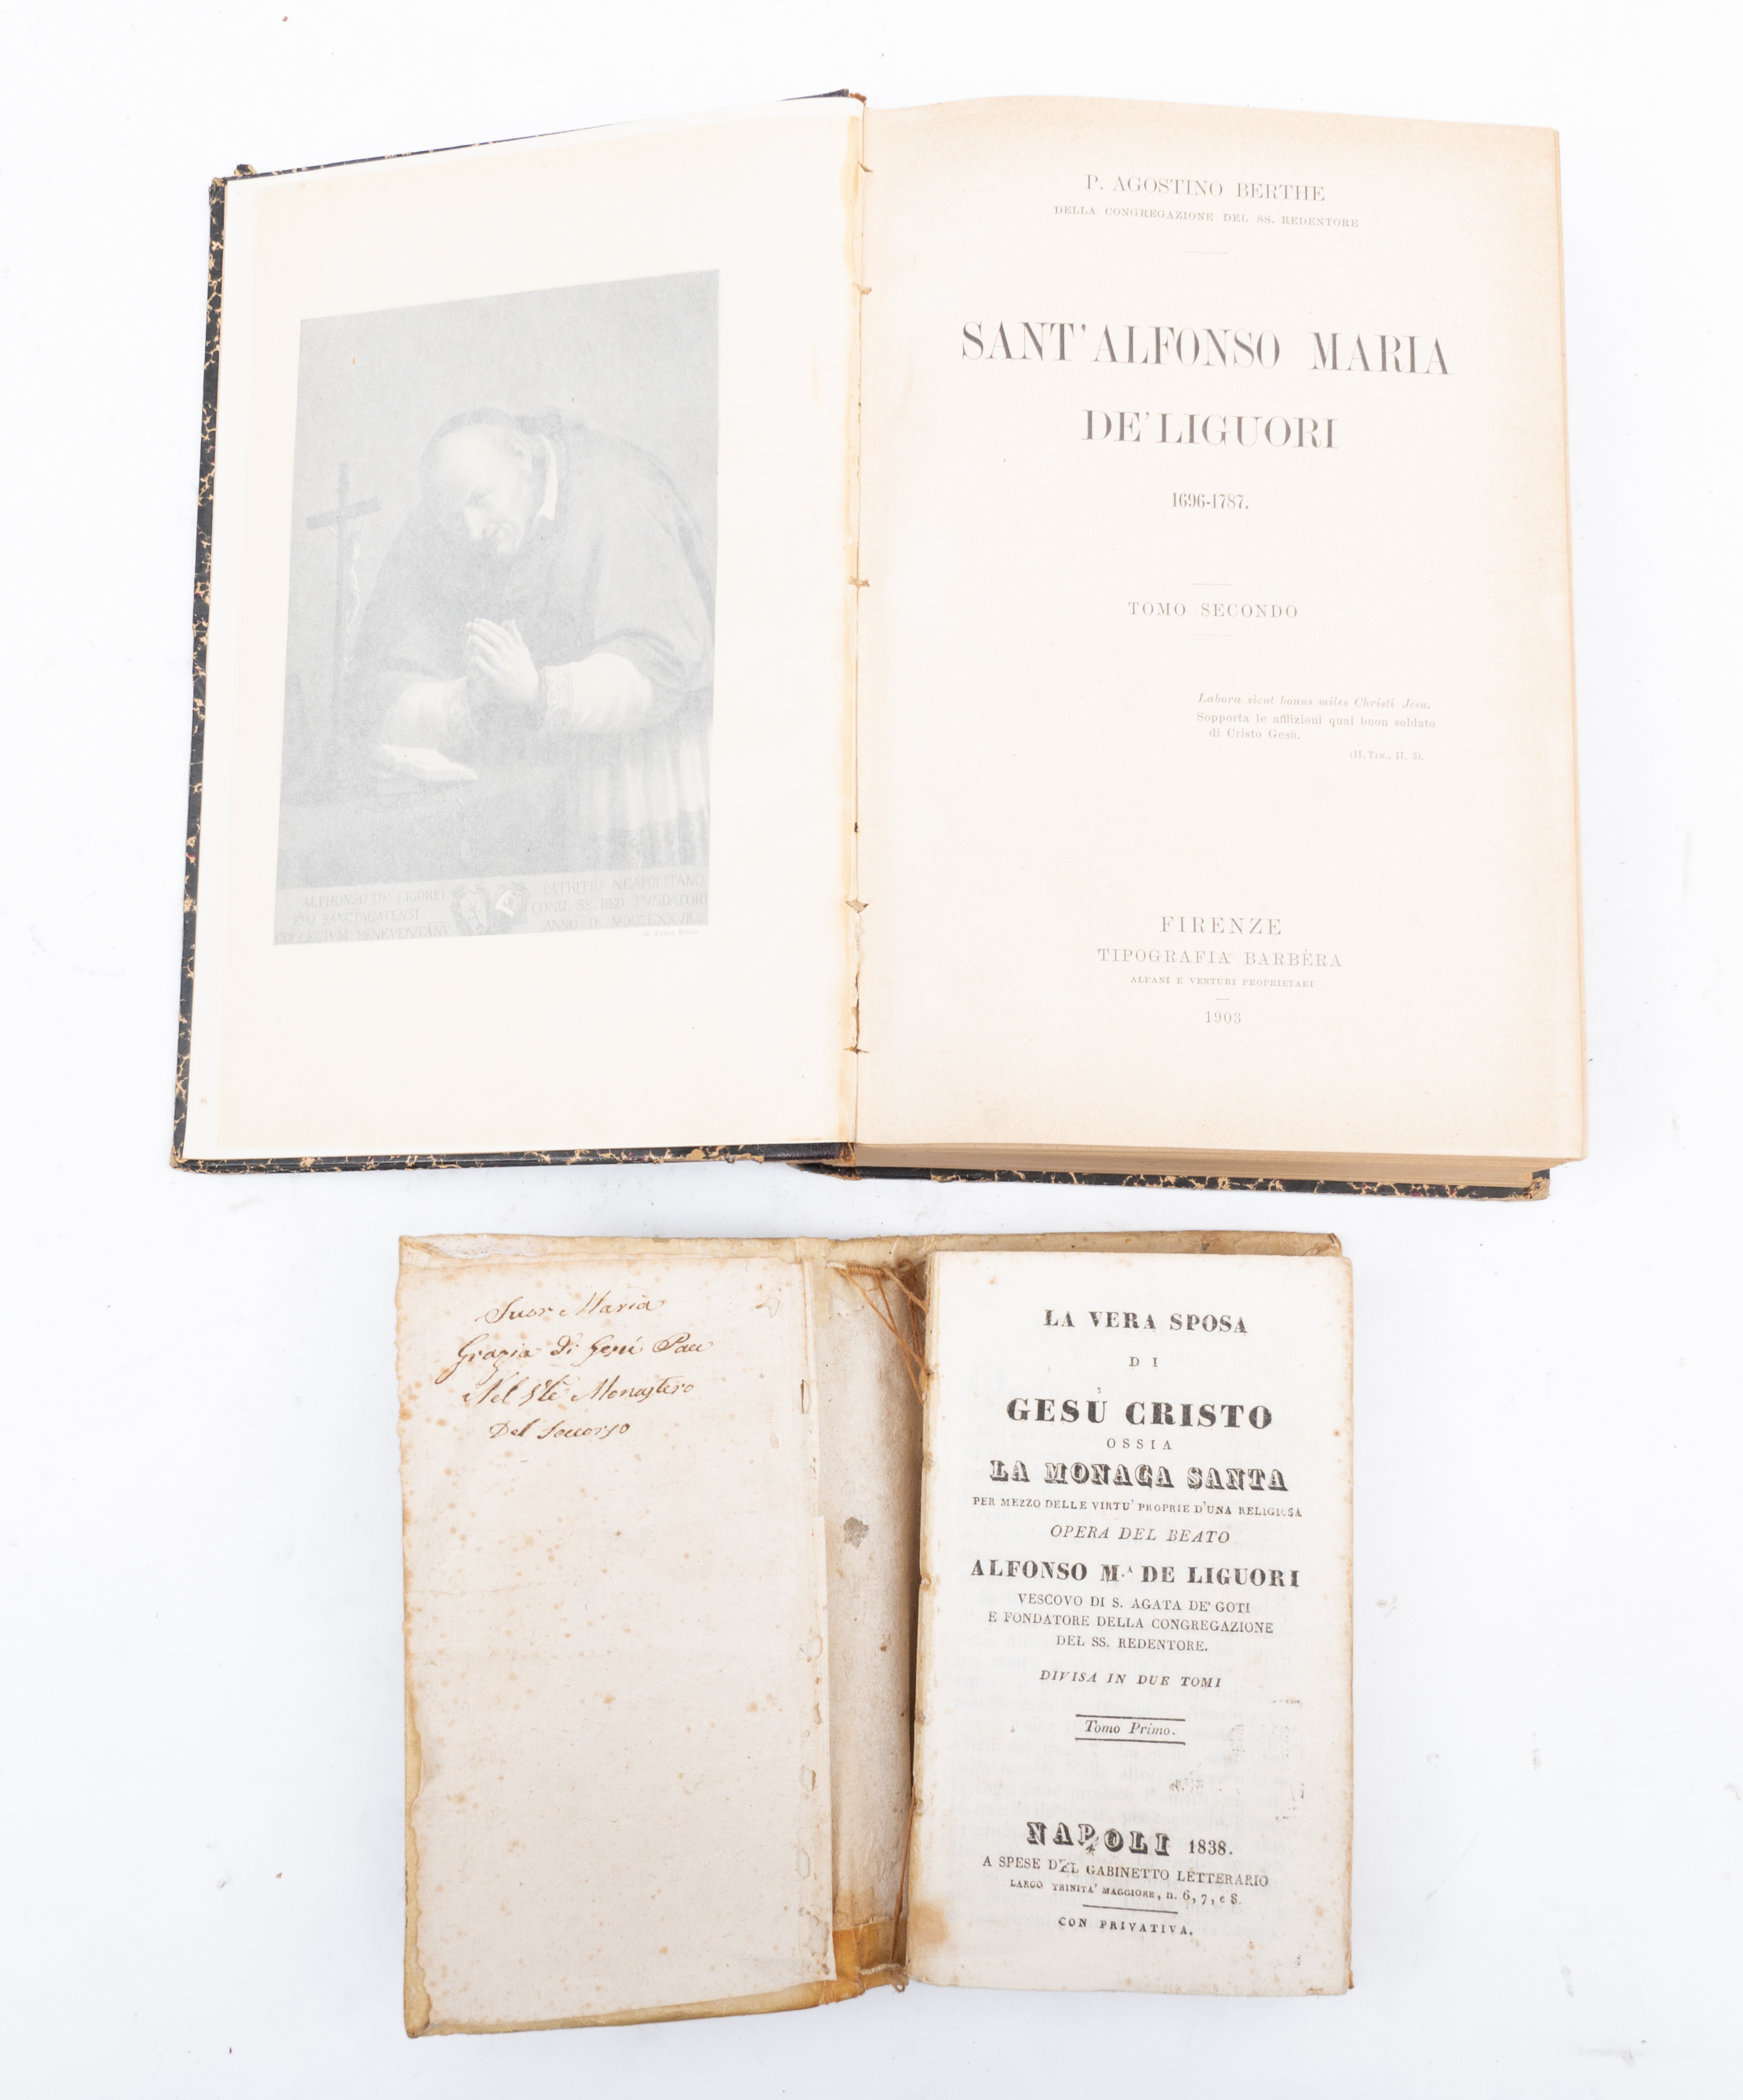 P. AGOSTINO BERTHE
DELLA CONGREGAZIONE DEL SS. REDENTORE
SANT'ALFONSO MARIA
DE' LIGUORI
1696-1787.
TOMO SECONDO
Labora sicut bonus miles Christi Jesu.
Sopporta le afflizioni qual buon soldato
di Cristo Gesù.
(II, TIM., II, 3).
FIRENZE
TIPOGRAFIA BARBÈRA
ALFANI E VENTURI PROPRIETARI
1903
ALPHONSO DE LIGORIO
SANCTAGATENSI
COLLEGIVM BENEVENTANV
PATRITIO NEAPOLITANO
CONG. SS. RED. FVNDATORI
ANNO D.
Suor Maria
Grazia Di Gesù
Nel Monastero
Del Soccorso
LA VERA SPOSA
DI
GESÙ CRISTO
OSSIA
LA MONACA SANTA
PER MEZZO DELLE VIRTU' PROPRIE D'UNA RELIGIOSA
OPERA DEL BEATO
ALFONSO M.A DE LIGUORI
VESCOVO DI S. AGATA DE' GOTI
E FONDATORE DELLA CONGREGAZIONE
DEL SS. REDENTORE.
DIVISA IN DUE TOMI
Tomo Primo.
NAPOLI 1838.
A SPESE DEL GABINETTO LETTERARIO
LARGO TRINITA' MAGGIORE, n. 6, 7, e 8.
CON PRIVATIVA.